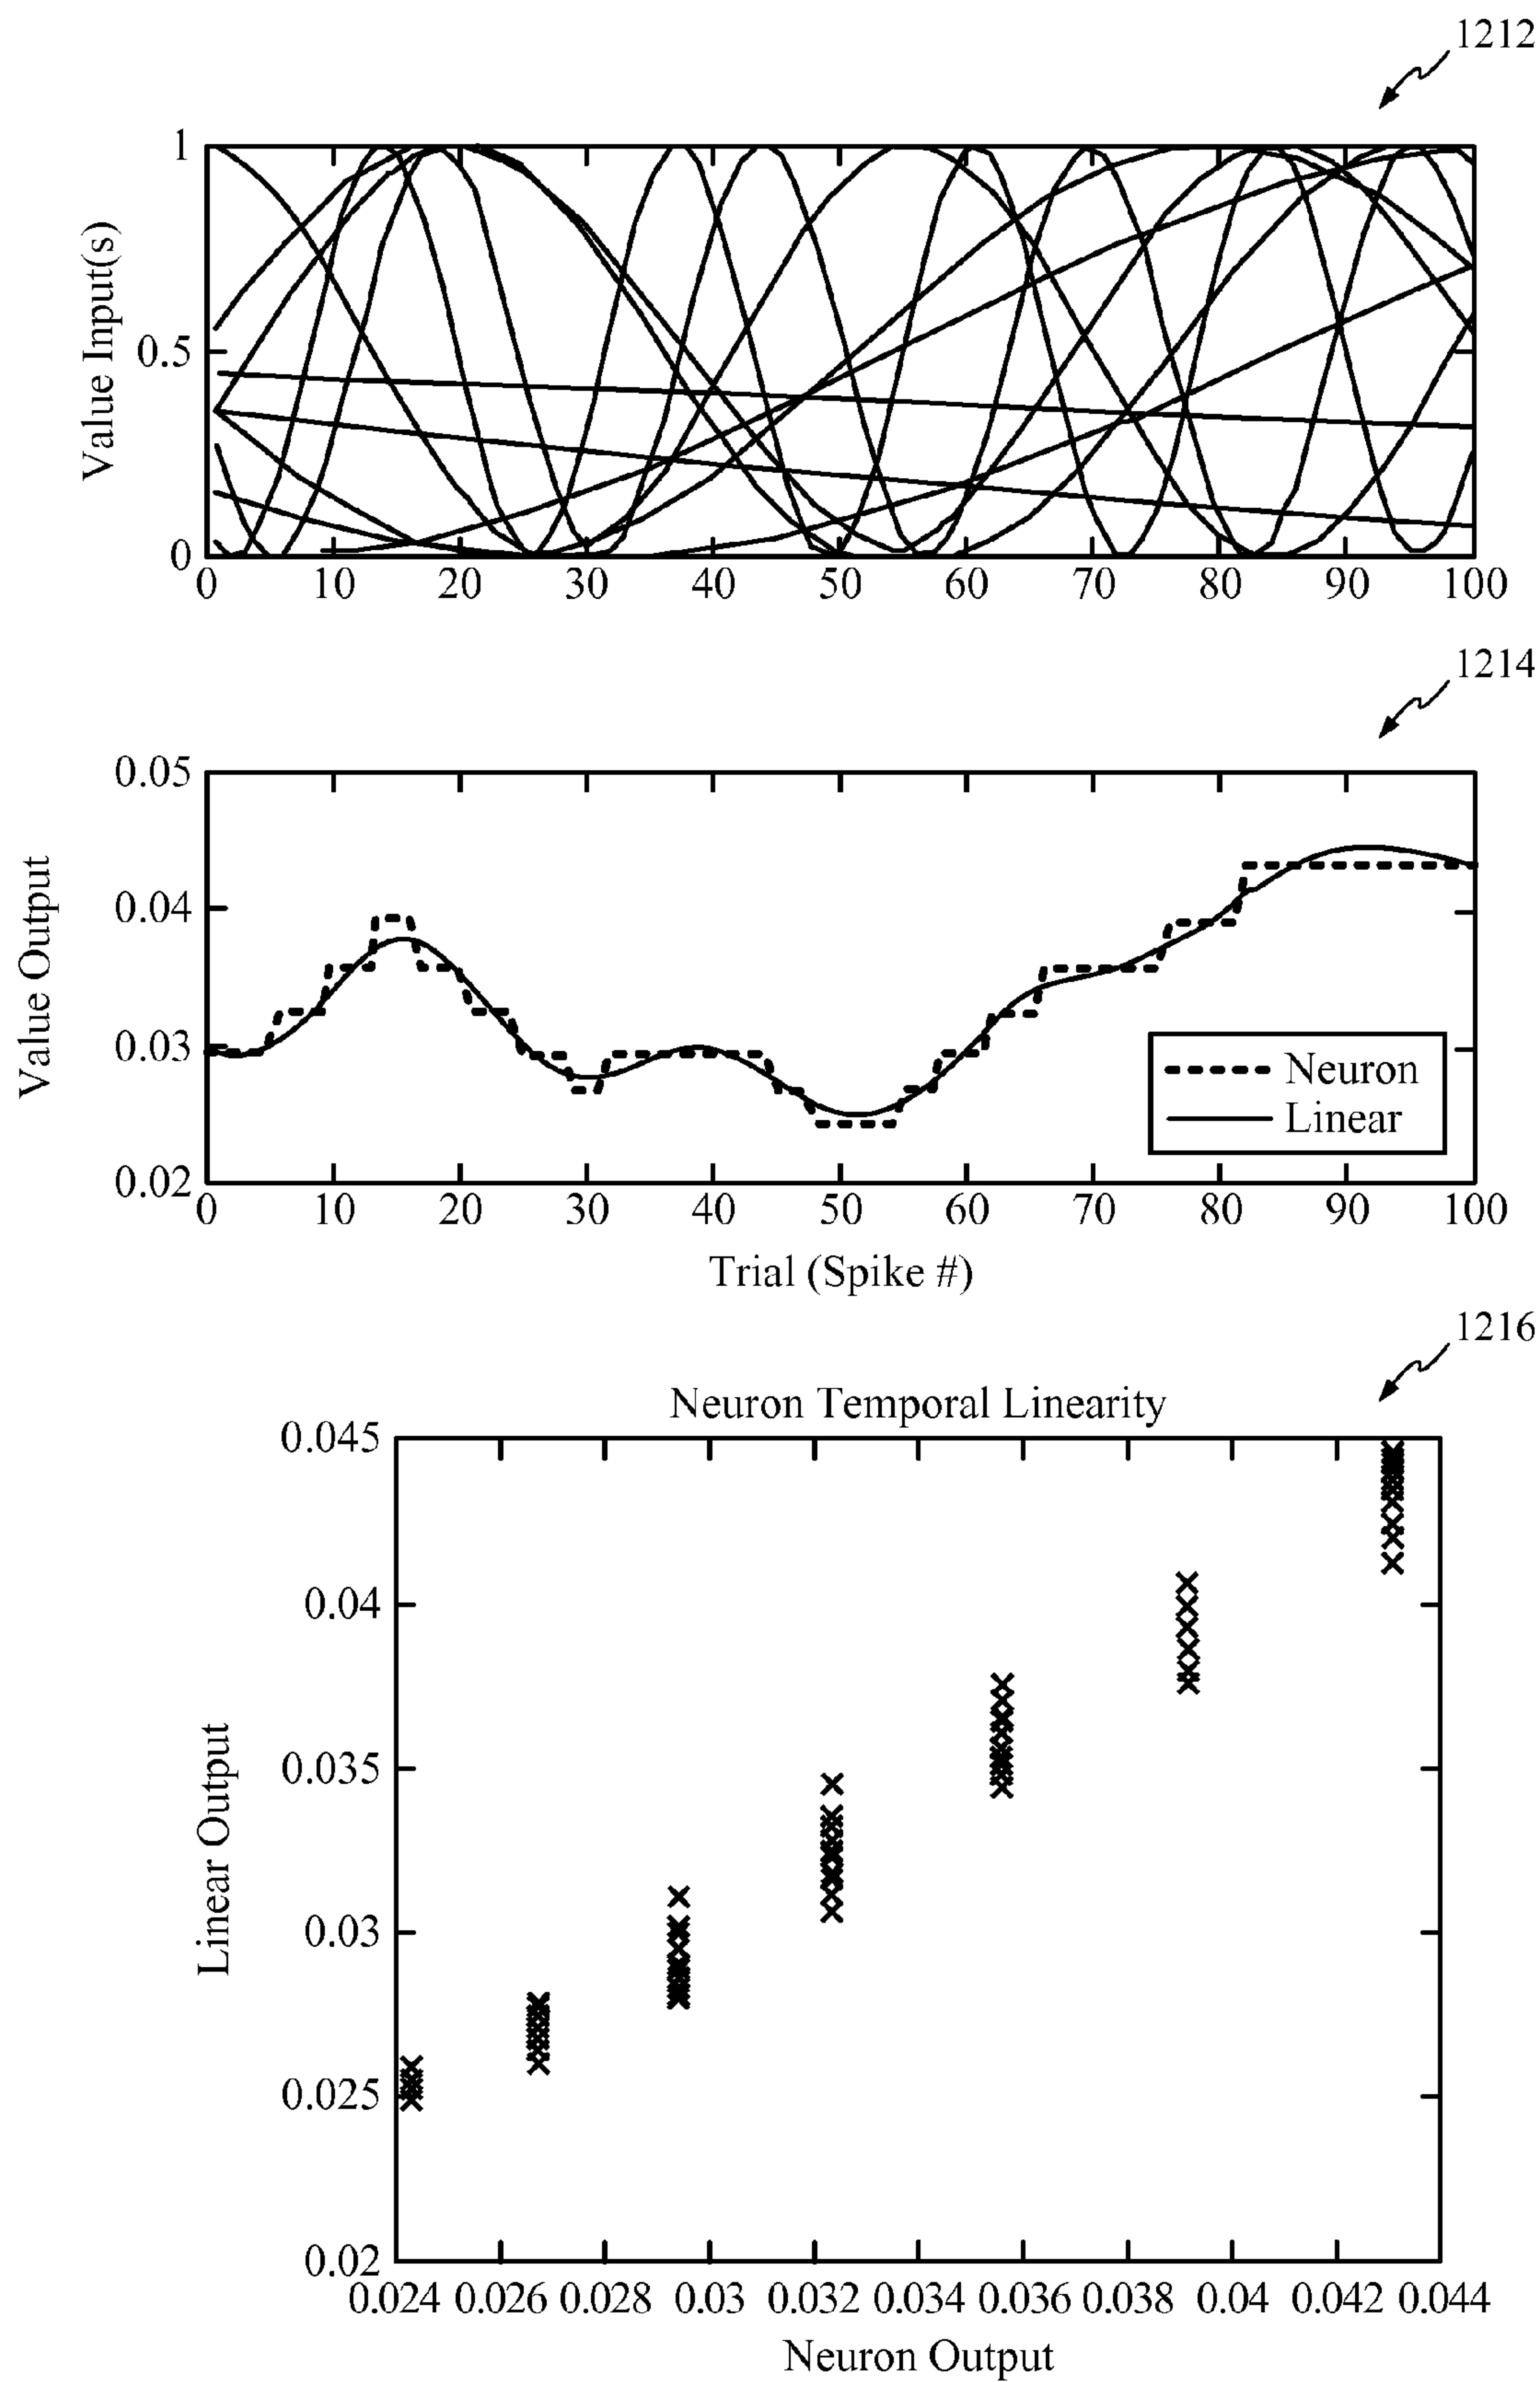 1212
1
0.5
0
Value Input(s)
0 10 20 30 40 50 60 70 80 90 100
1214
0.05
0.04
0.03
0.02
Value Output
Neuron
Linear
0 10 20 30 40 50 60 70 80 90 100
Trial (Spike #)
1216
Neuron Temporal Linearity
0.045
0.04
0.035
0.03
0.025
0.02
Linear Output
0.024 0.026 0.028 0.03 0.032 0.034 0.036 0.038 0.04 0.042 0.044
Neuron Output